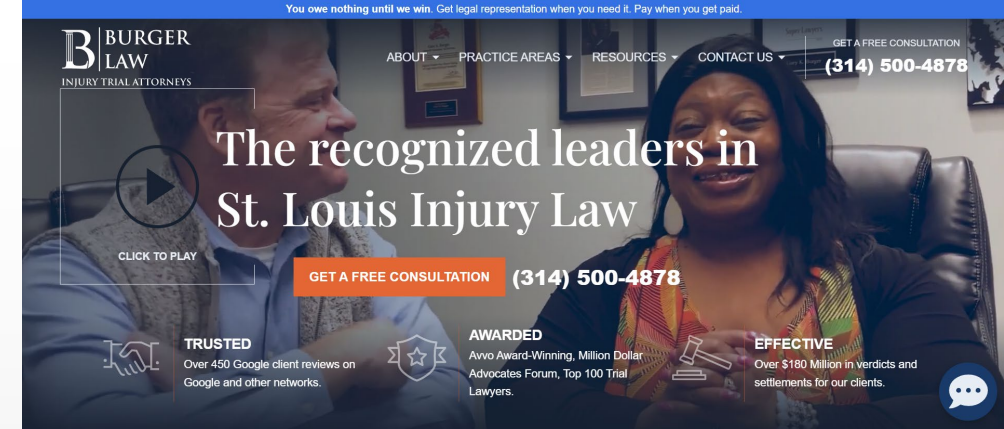 You owe nothing until we win. Get legal representation when you need it. Pay when you get paid.
BURGER
LAW
INJURY TRIAL ATTORNEYS
ABOUT
PRACTICE AREAS
RESOURCES
CONTACT US
GET A FREE CONSULTATION
(314) 500-4878
The recognized leaders in
St. Louis Injury Law
CLICK TO PLAY
GET A FREE CONSULTATION
(314) 500-4878
TRUSTED
Over 450 Google client reviews on
Google and other networks.
AWARDED
Avvo Award-Winning, Million Dollar
Advocates Forum, Top 100 Trial
Lawyers.
EFFECTIVE
Over $180 Million in verdicts and
settlements for our clients.